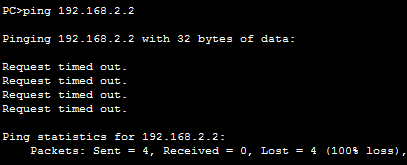 PC>ping 192.168.2.2
Pinging 192.168.2.2 with 32 bytes of data:
Request timed out.
Request timed out.
Request timed out.
Request timed out.
Ping statistics for 192.168.2.2:
Packets: Sent = 4, Received = 0, Lost = 4 (100% loss),